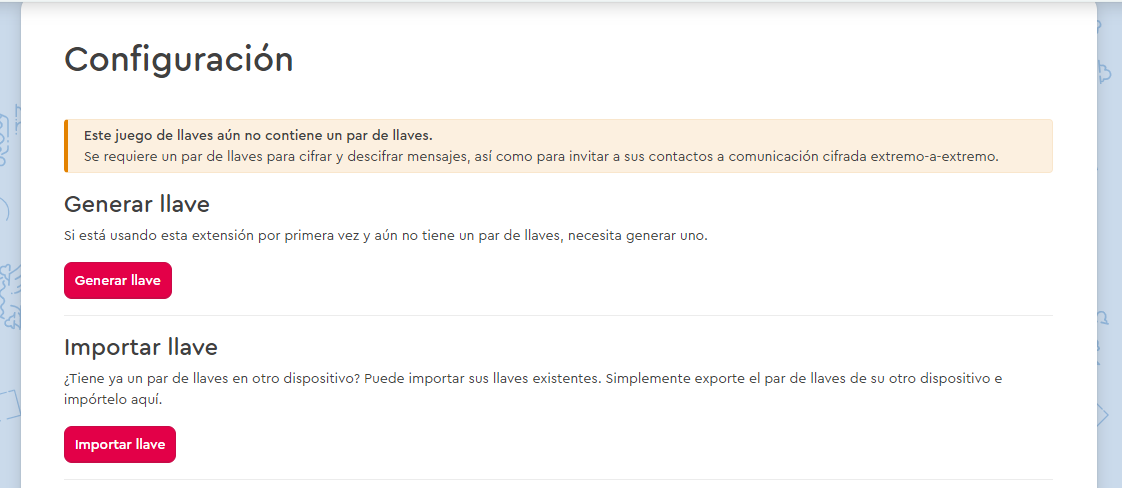 Configuración
Este juego de llaves aún no contiene un par de llaves.
Se requiere un par de llaves para cifrar y descifrar mensajes, así como para invitar a sus contactos a comunicación cifrada extremo-a-extremo.
Generar llave
Si está usando esta extensión por primera vez y aún no tiene un par de llaves, necesita generar uno.
Generar llave
Importar llave
¿Tiene ya un par de llaves en otro dispositivo? Puede importar sus llaves existentes. Simplemente exporte el par de llaves de su otro dispositivo e
impórtelo aquí.
Importar llave